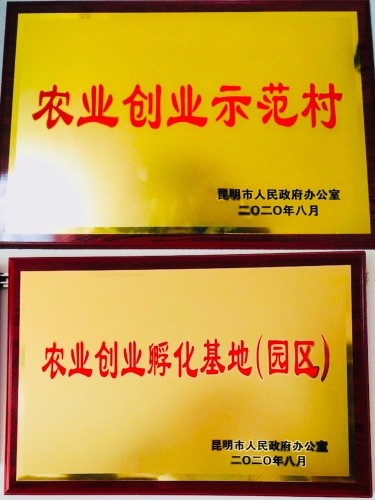 农业创业示范村
昆明市人民政府办公室
二〇二〇年八月
农业创业孵化基地(园区)
昆明市人民政府办公室
二〇二〇年八月